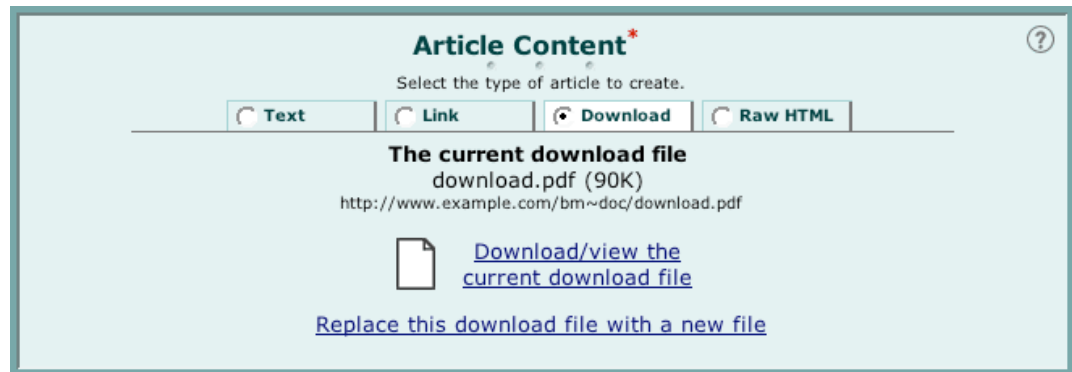 Article Content*
?
Select the type of article to create.
Text Link Download Raw HTML
The current download file
download.pdf (90K)
http://www.example.com/bm~doc/download.pdf
Download/view the
current download file
Replace this download file with a new file